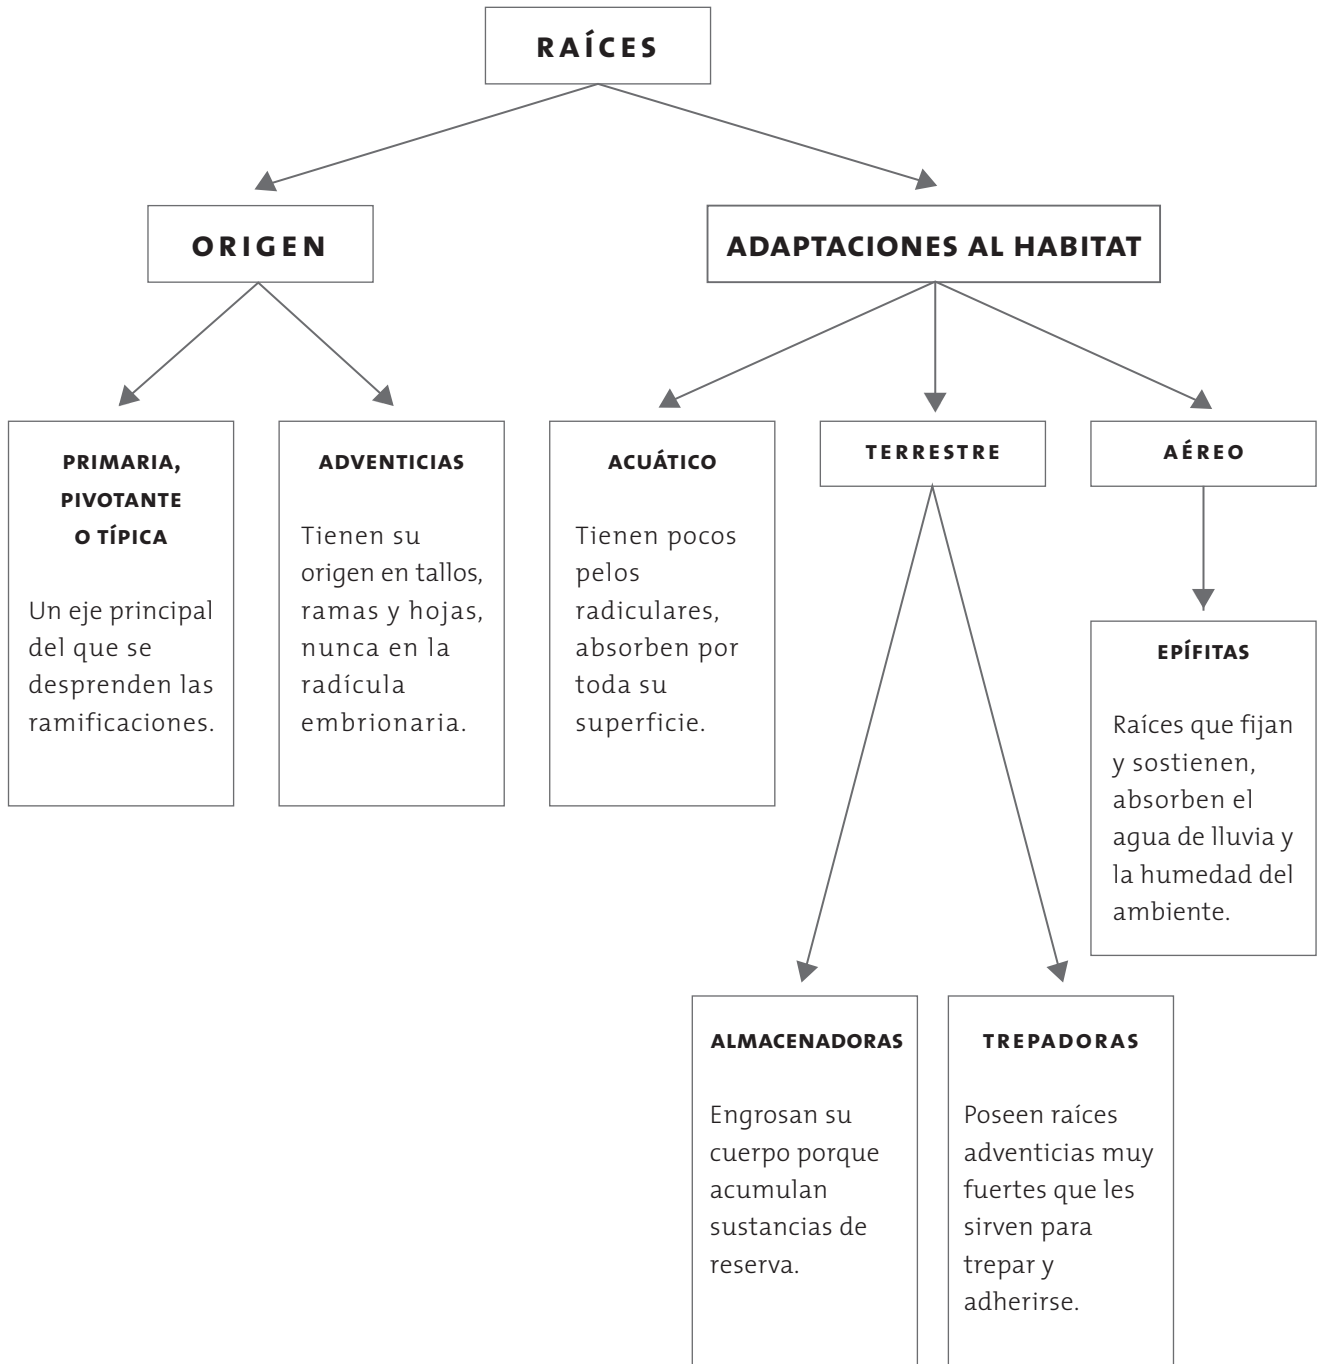 RAÍCES
ORIGEN
ADAPTACIONES AL HABITAT
PRIMARIA,
PIVOTANTE
O TÍPICA
Un eje principal
del que se
desprenden las
ramificaciones.
ADVENTICIAS
Tienen su
origen en tallos,
ramas y hojas,
nunca en la
radícula
embrionaria.
ACUÁTICO
Tienen pocos
pelos
radiculares,
absorben por
toda su
superficie.
TERRESTRE
AÉREO
EPÍFITAS
Raíces que fijan
y sostienen,
absorben el
agua de lluvia y
la humedad del
ambiente.
ALMACENADORAS
Engrosan su
cuerpo porque
acumulan
sustancias de
reserva.
TREPADORAS
Poseen raíces
adventicias muy
fuertes que les
sirven para
trepar y
adherirse.